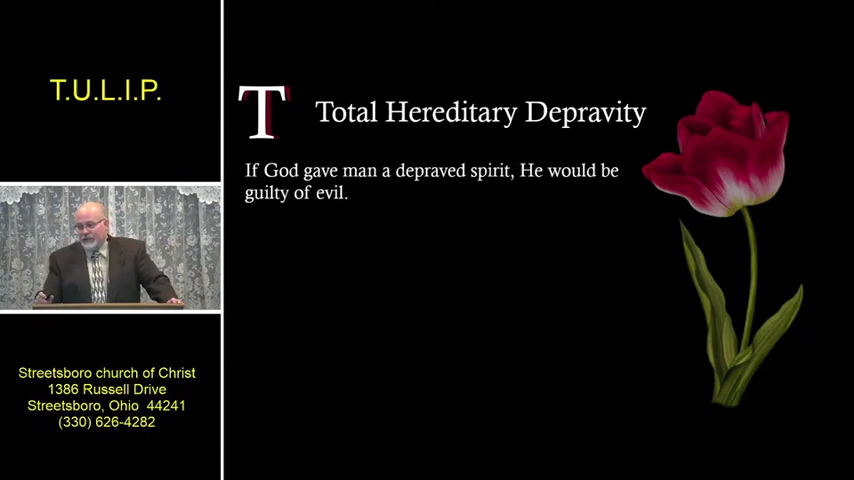 T.U.L.I.P.
T Total Hereditary Depravity
If God gave man a depraved spirit, He would be
guilty of evil.
Streetsboro church of Christ
1386 Russell Drive
Streetsboro, Ohio 44241
(330) 626-4282